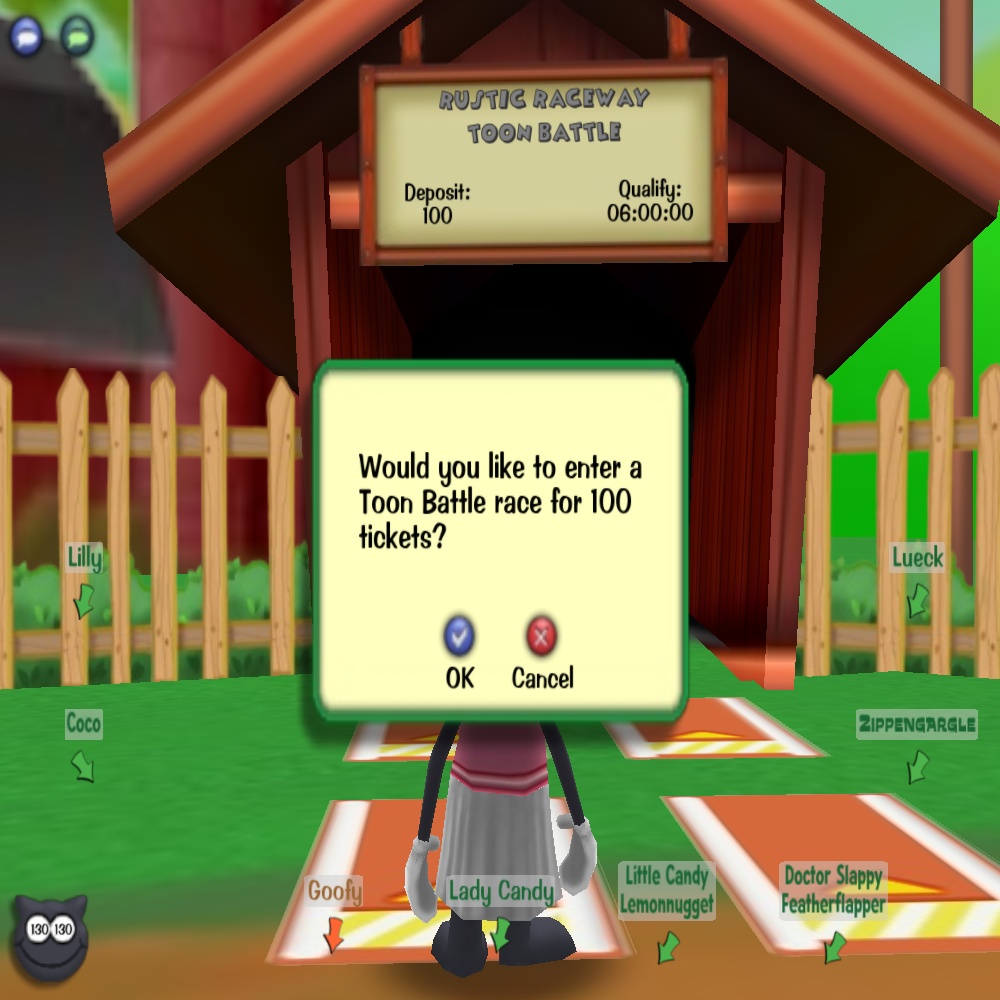 RUSTIC RACEWAY
TOON BATTLE
Deposit:
100
Qualify:
06:00:00
Would you like to enter a
Toon Battle race for 100
tickets?
OK
Cancel
Lilly
Lueck
Coco
ZIPPENGARGLE
Goofy
Lady Candy
Little Candy
Lemonnugget
Doctor Slappy
Featherflapper
130 130